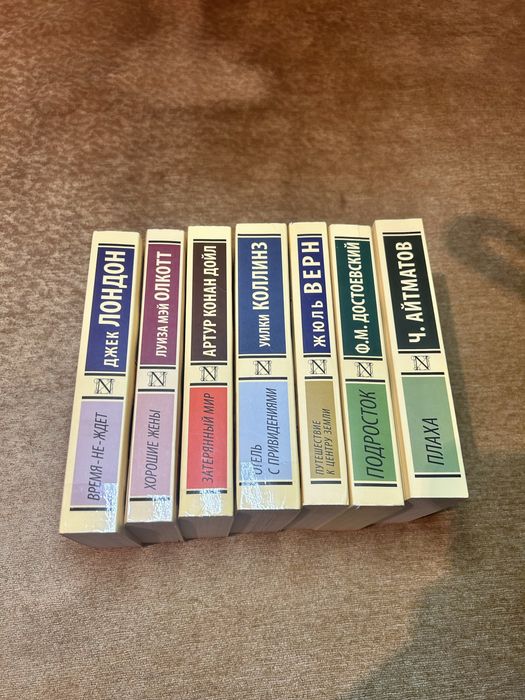 ДЖЕК ЛОНДОН
ВРЕМЯ-НЕ-ЖДЕТ
ЛУИЗА МЭЙ ОЛКОТТ
ХОРОШИЕ ЖЕНЫ
АРТУР КОНАН ДОЙЛ
ЗАТЕРЯННЫЙ МИР
УИЛКИ КОЛЛИНЗ
ОТЕЛЬ
С ПРИВИДЕНИЯМИ
ЖЮЛЬ ВЕРН
ПУТЕШЕСТВИЕ
К ЦЕНТРУ ЗЕМЛИ
Ф.М. ДОСТОЕВСКИЙ
ПОДРОСТОК
Ч. АЙТМАТОВ
ПЛАХА